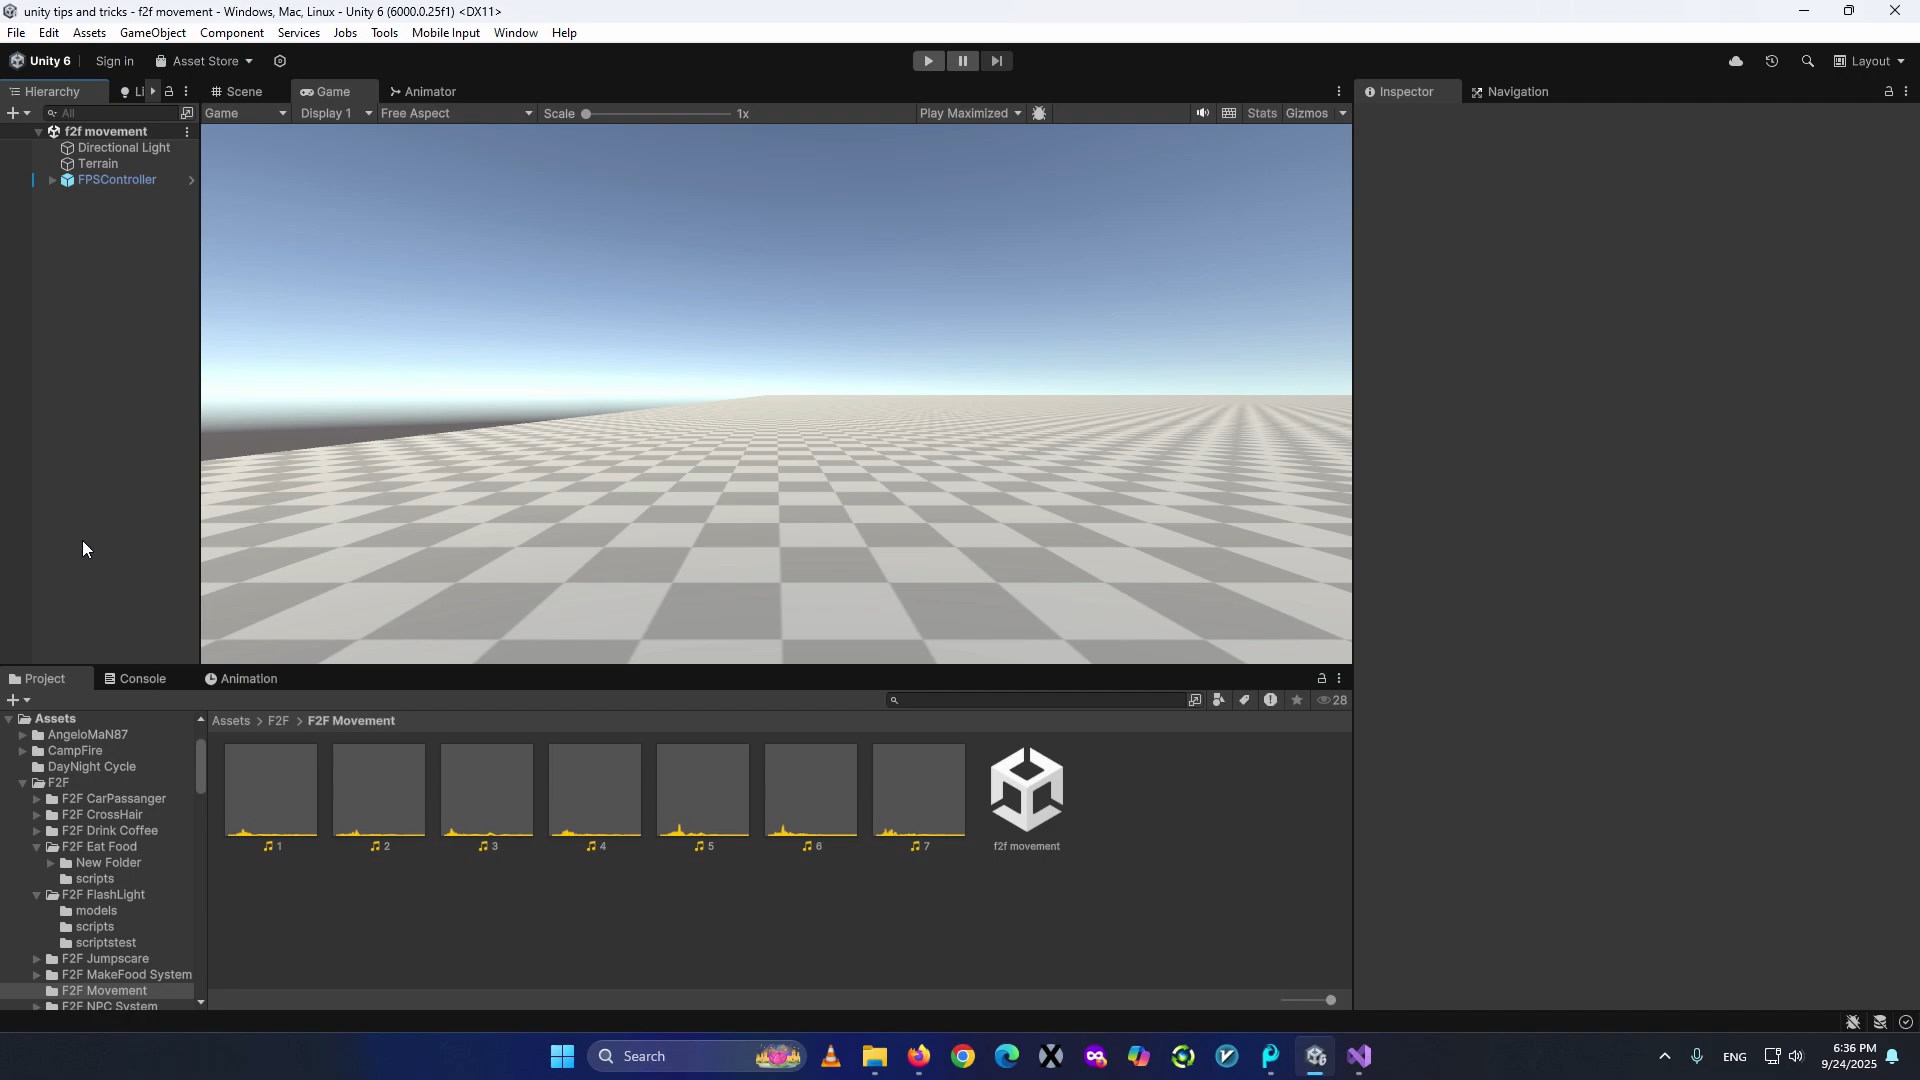 unity tips and tricks - f2f movement - Windows, Mac, Linux - Unity 6 (6000.0.25f1) <DX11>
File Edit Assets GameObject Component Services Jobs Tools Mobile Input Window Help
Unity 6 Sign in Asset Store Layout
Hierarchy Li Scene Game Animator Inspector Navigation
All Game Display 1 Free Aspect Scale 1x Play Maximized Stats Gizmos
f2f movement
Directional Light
Terrain
FPSController
Project Console Animation
28
Assets Assets > F2F > F2F Movement
AngeloMaN87
CampFire
DayNight Cycle
F2F
F2F CarPassanger
F2F CrossHair
F2F Drink Coffee
F2F Eat Food
New Folder
scripts
F2F FlashLight
models
scripts
scriptstest
F2F Jumpscare
F2F MakeFood System
F2F Movement
F2F NPC System
1 2 3 4 5 6 7 f2f movement
Search
ENG
6:36 PM
9/24/2025